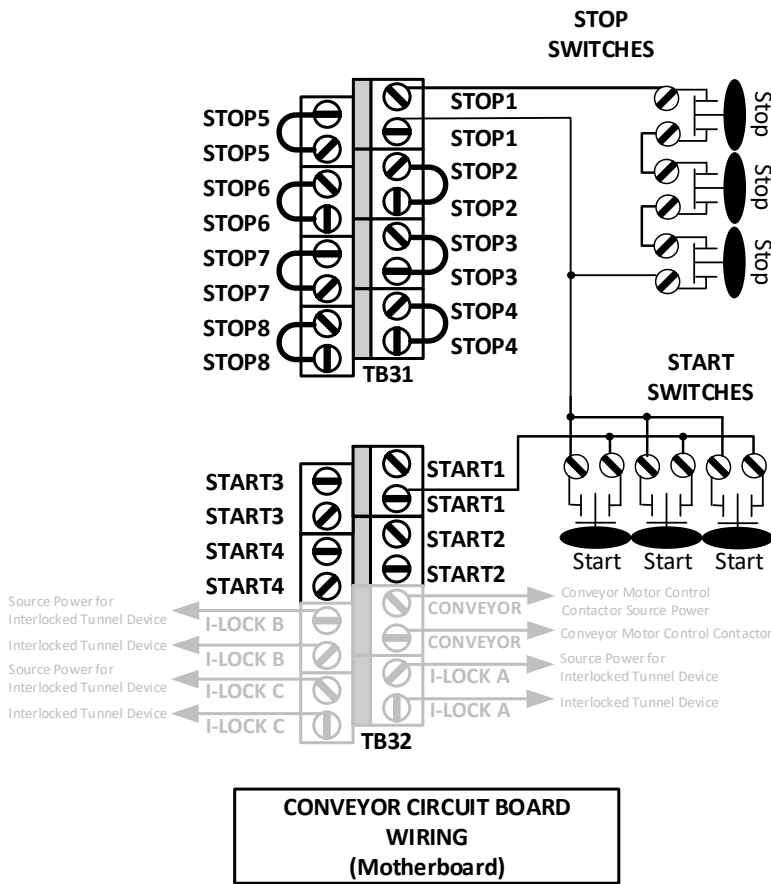 STOP
SWITCHES
STOP5
STOP5
STOP6
STOP6
STOP7
STOP7
STOP8
STOP8
STOP1
STOP1
STOP2
STOP2
STOP3
STOP3
STOP4
STOP4
TB31
Stop
Stop
Stop
START
SWITCHES
START3
START3
START4
START4
START1
START1
START2
START2
Start Start Start
Source Power for
Interlocked Tunnel Device
I-LOCK B
Interlocked Tunnel Device
I-LOCK B
Source Power for
Interlocked Tunnel Device
I-LOCK C
Interlocked Tunnel Device
I-LOCK C
CONVEYOR
Conveyor Motor Control
Contactor Source Power
CONVEYOR
Conveyor Motor Control Contactor
I-LOCK A
Source Power for
Interlocked Tunnel Device
I-LOCK A
Interlocked Tunnel Device
TB32
CONVEYOR CIRCUIT BOARD
WIRING
(Motherboard)